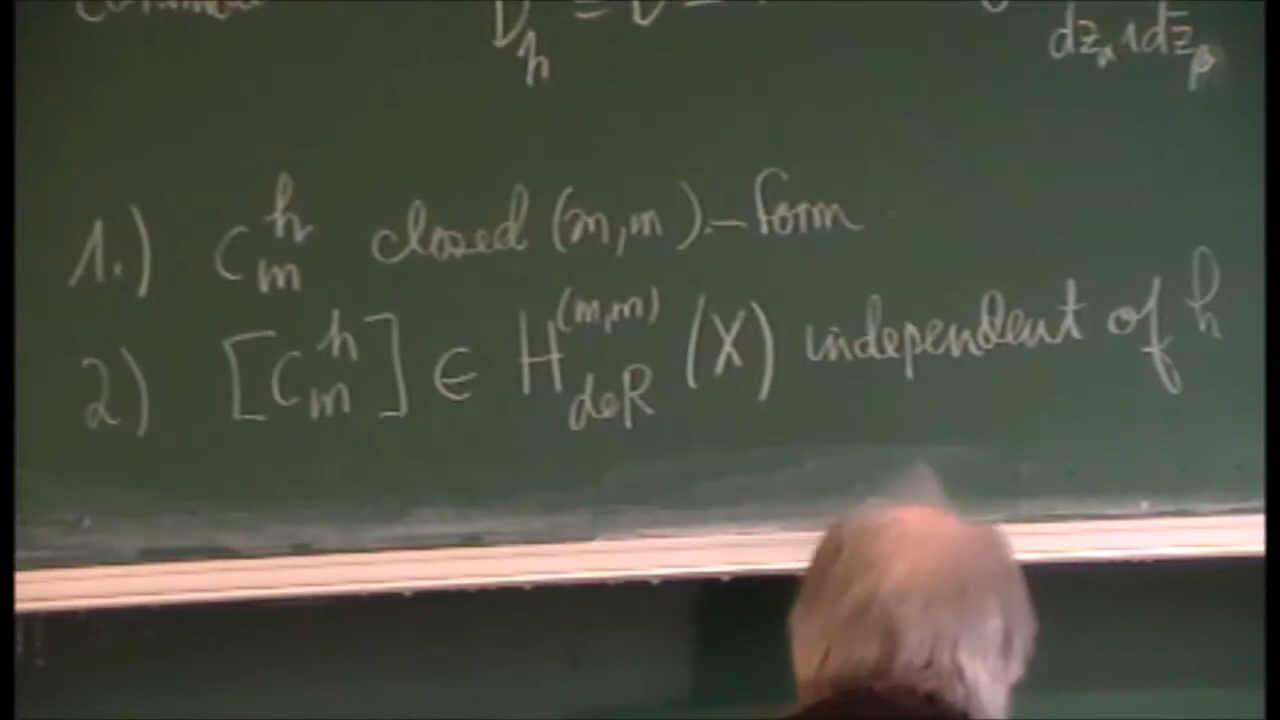 D_h =
dz_α ∧ dz̄_β
1.) C_m^h closed (m,m).-form
2) [C_m^h] ∈ H_deR^(m,m) (X) independent of h